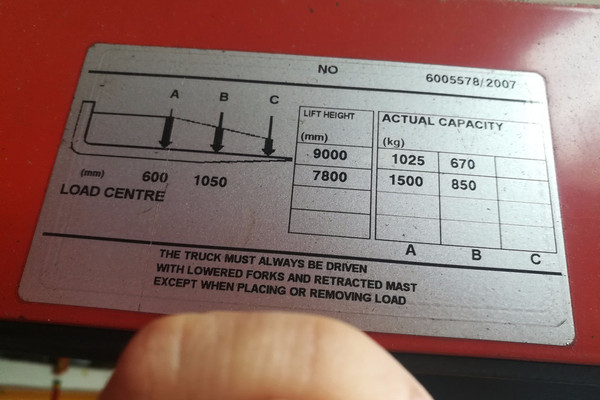 NO 6005578/2007
A B C
LIFT HEIGHT
(mm)
9000
7800
ACTUAL CAPACITY
(kg)
1025 670
1500 850
A B C
(mm) 600 1050
LOAD CENTRE
THE TRUCK MUST ALWAYS BE DRIVEN
WITH LOWERED FORKS AND RETRACTED MAST
EXCEPT WHEN PLACING OR REMOVING LOAD